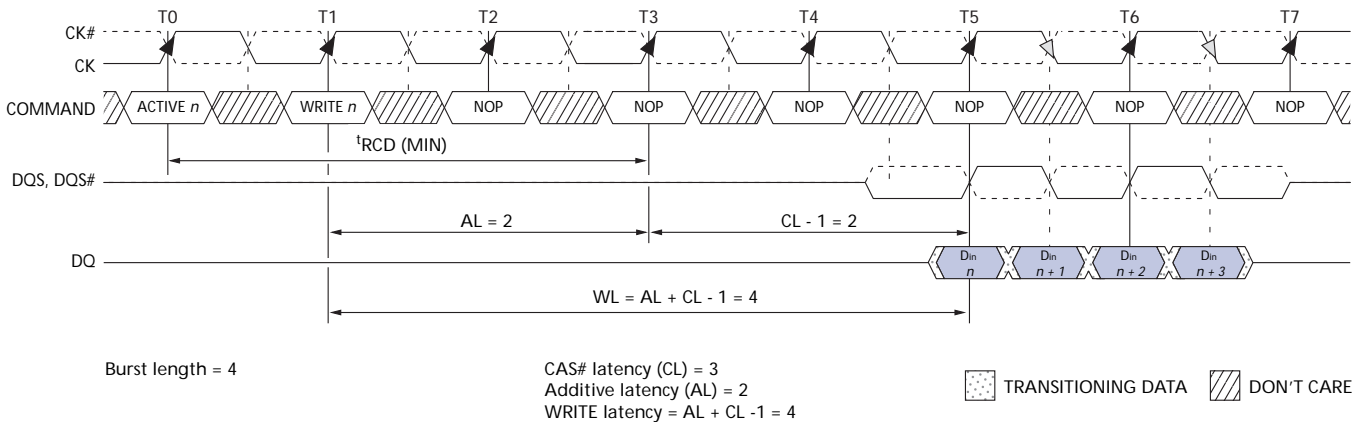 T0 T1 T2 T3 T4 T5 T6 T7
CK#
CK
COMMAND ACTIVE n WRITE n NOP NOP NOP NOP NOP NOP
tRCD (MIN)
DQS, DQS#
AL = 2 CL - 1 = 2
DQ Din n Din n + 1 Din n + 2 Din n + 3
WL = AL + CL - 1 = 4
Burst length = 4
CAS# latency (CL) = 3
Additive latency (AL) = 2
WRITE latency = AL + CL -1 = 4
TRANSITIONING DATA DON'T CARE